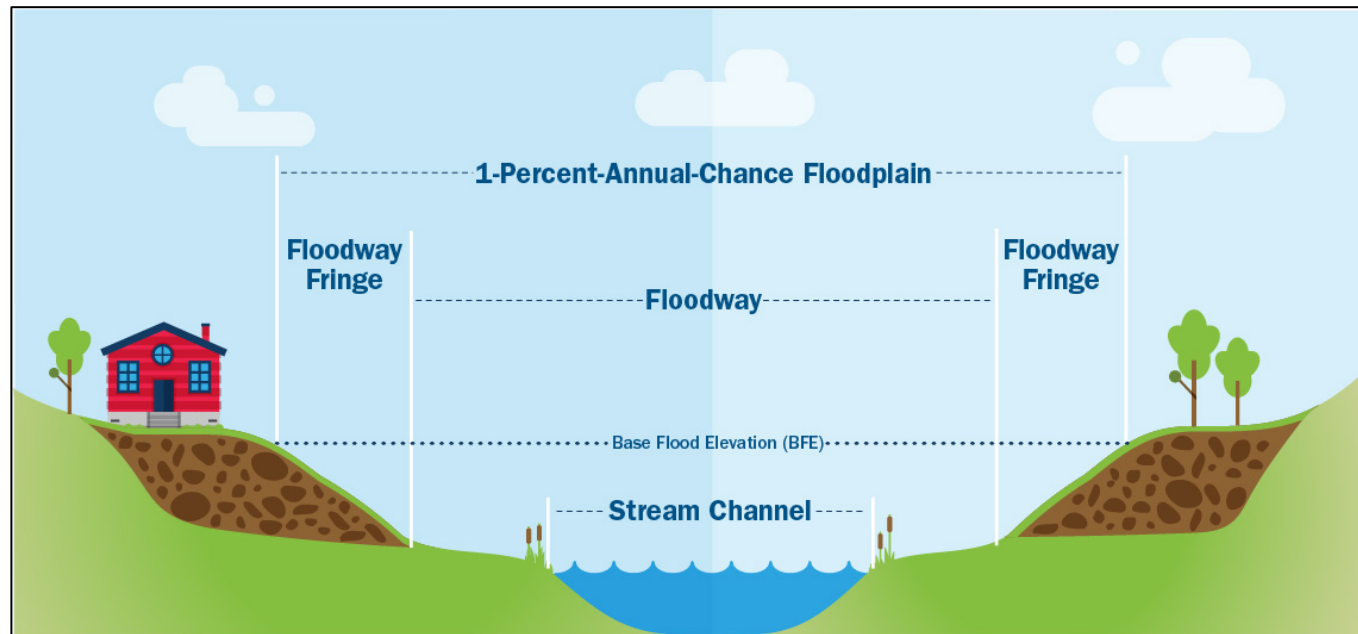 1-Percent-Annual-Chance Floodplain
Floodway
Fringe
Floodway
Fringe
Floodway
Base Flood Elevation (BFE)
Stream Channel